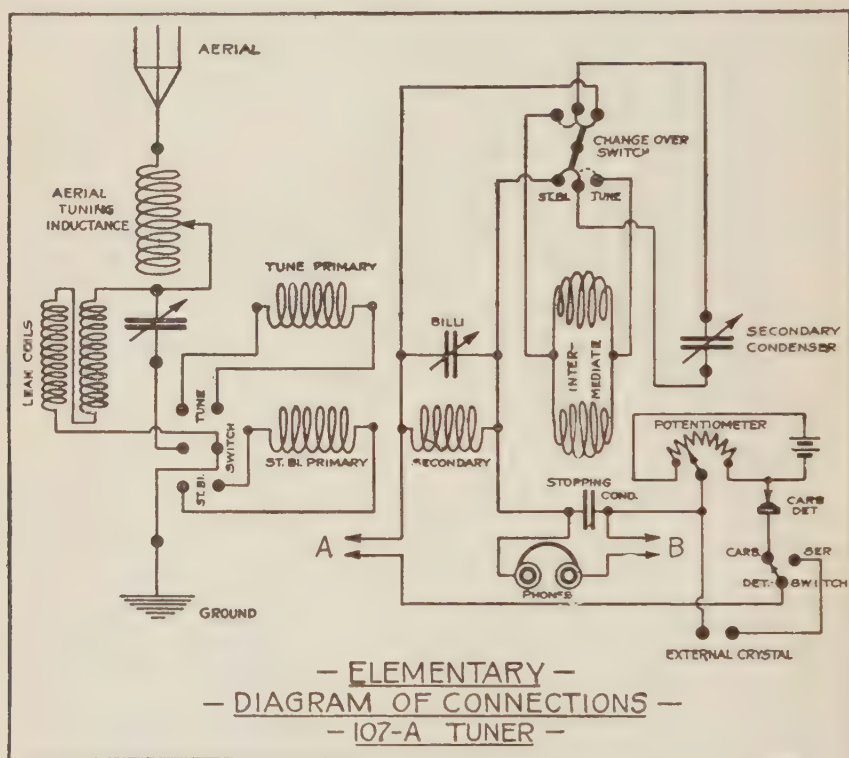 AERIAL
AERIAL
TUNING
INDUCTANCE
LEAK COILS
TUNE PRIMARY
TUNE
SWITCH
ST. BI.
ST. BI. PRIMARY
GROUND
CHANGE OVER
SWITCH
ST. BI.
TUNE
BILLI
SECONDARY
INTER-
MEDIATE
SECONDARY
CONDENSER
POTENTIOMETER
STOPPING
COND.
CARB
DET
A
B
PHONES
CARB.
SER
DET. SWITCH
EXTERNAL CRYSTAL
- ELEMENTARY -
- DIAGRAM OF CONNECTIONS
- 107-A TUNER -